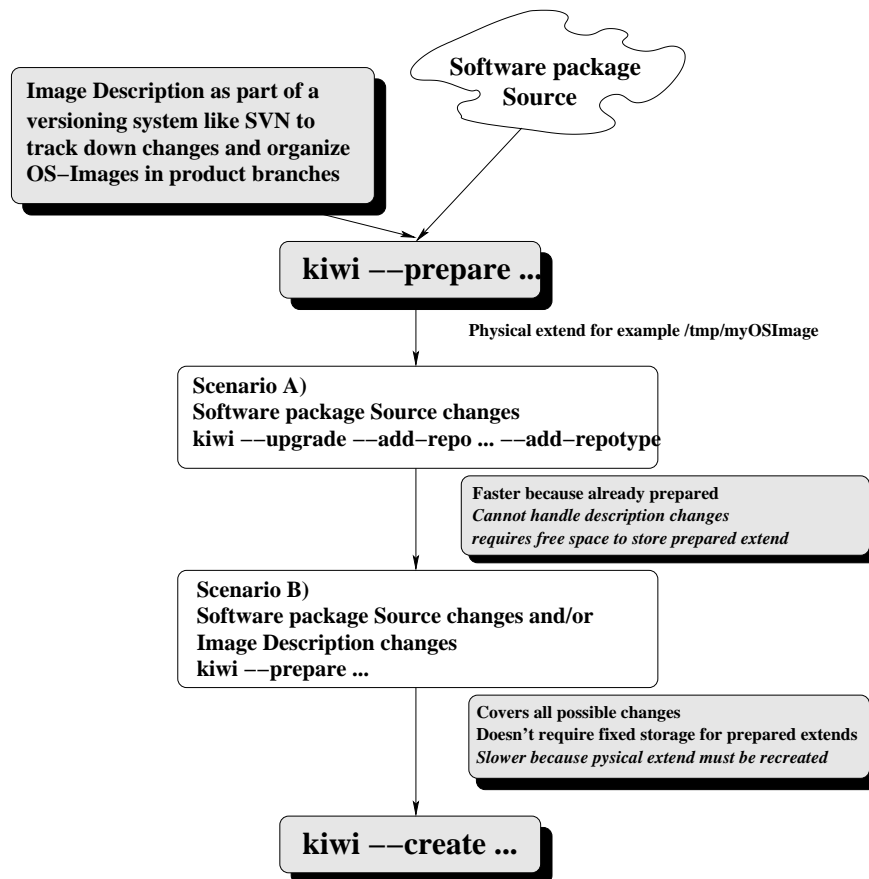 Software package
Source
Image Description as part of a
versioning system like SVN to
track down changes and organize
OS−Images in product branches
kiwi −−prepare ...
Physical extend for example /tmp/myOSImage
Scenario A)
Software package Source changes
kiwi −−upgrade −−add−repo ... −−add−repotype
Faster because already prepared
Cannot handle description changes
requires free space to store prepared extend
Scenario B)
Software package Source changes and/or
Image Description changes
kiwi −−prepare ...
Covers all possible changes
Doesn't require fixed storage for prepared extends
Slower because pysical extend must be recreated
kiwi −−create ...